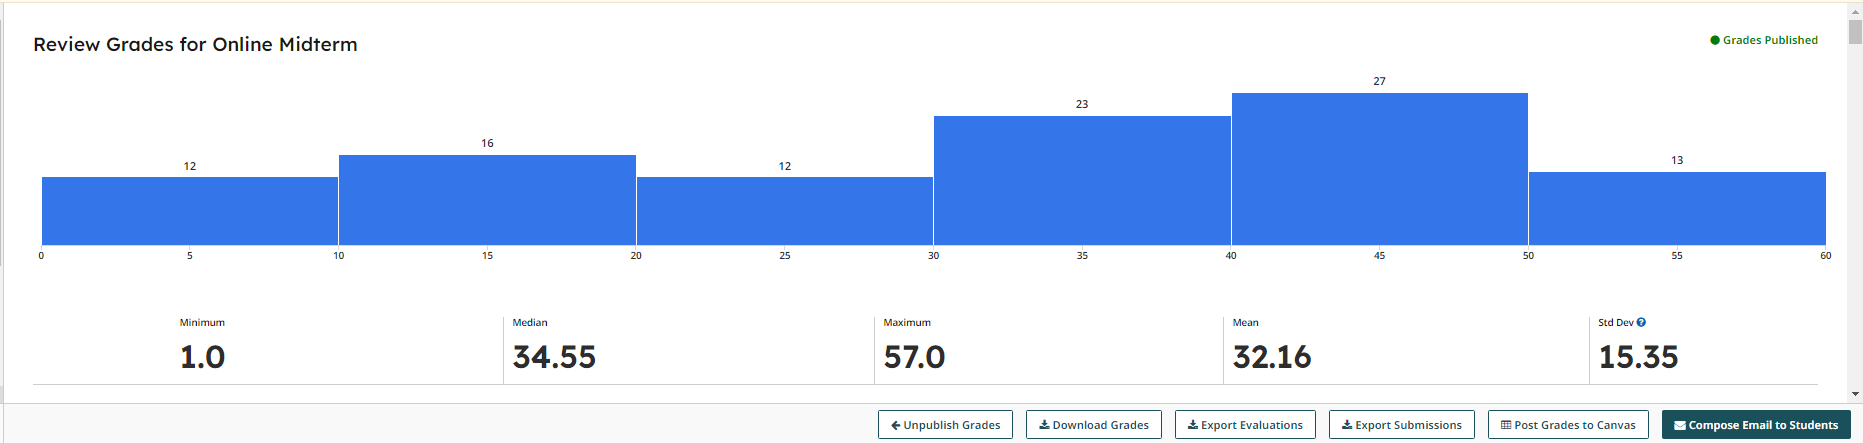 Review Grades for Online Midterm
Grades Published
27
23
16
13
12
12
0 5 10 15 20 25 30 35 40 45 50 55 60
Minimum Median Maximum Mean Std Dev ?
1.0 34.55 57.0 32.16 15.35
Unpublish Grades Download Grades Export Evaluations Export Submissions Post Grades to Canvas Compose Email to Students